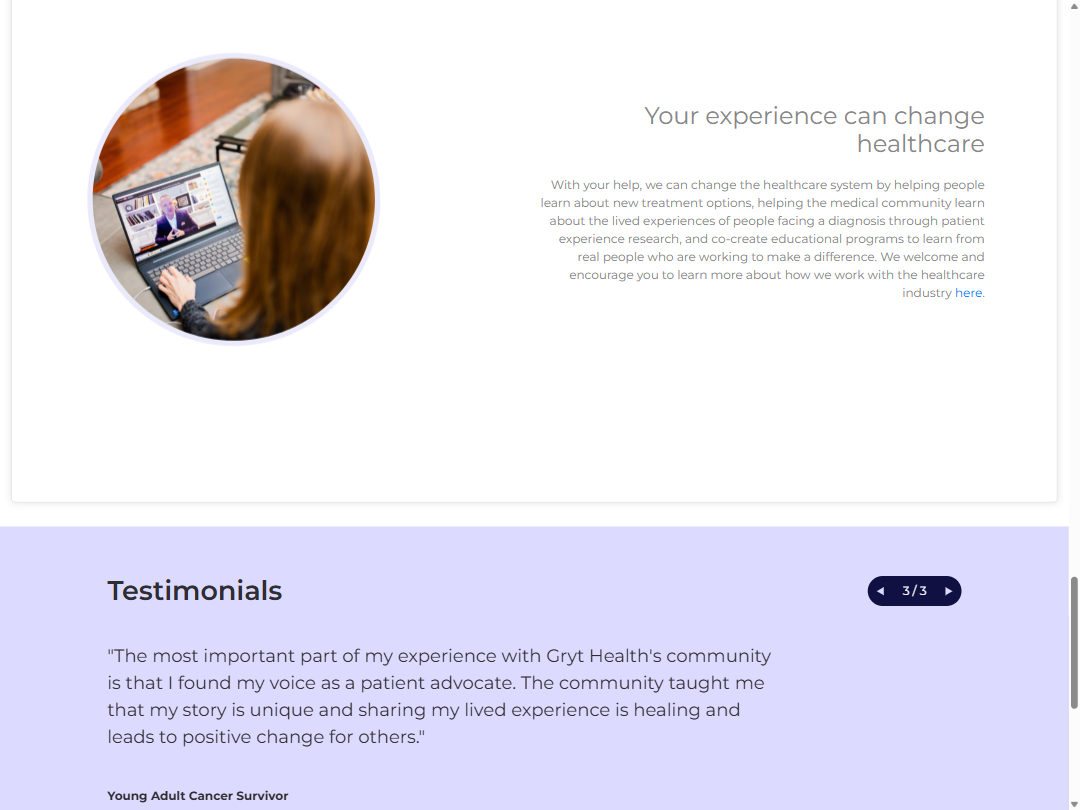 Your experience can change
healthcare
With your help, we can change the healthcare system by helping people
learn about new treatment options, helping the medical community learn
about the lived experiences of people facing a diagnosis through patient
experience research, and co-create educational programs to learn from
real people who are working to make a difference. We welcome and
encourage you to learn more about how we work with the healthcare
industry here.
Testimonials
◀ 3/3 ▶
"The most important part of my experience with Gryt Health's community
is that I found my voice as a patient advocate. The community taught me
that my story is unique and sharing my lived experience is healing and
leads to positive change for others."
Young Adult Cancer Survivor